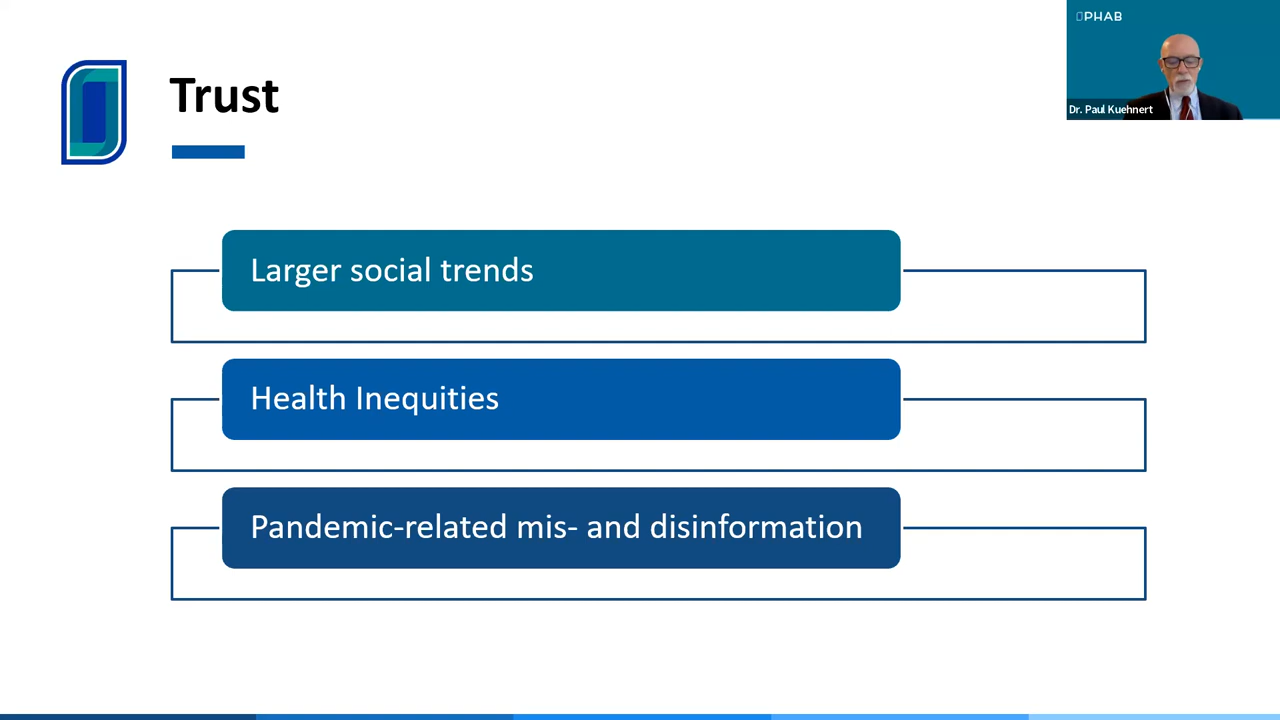 PHAB
Dr. Paul Kuehnert
Trust
Larger social trends
Health Inequities
Pandemic-related mis- and disinformation